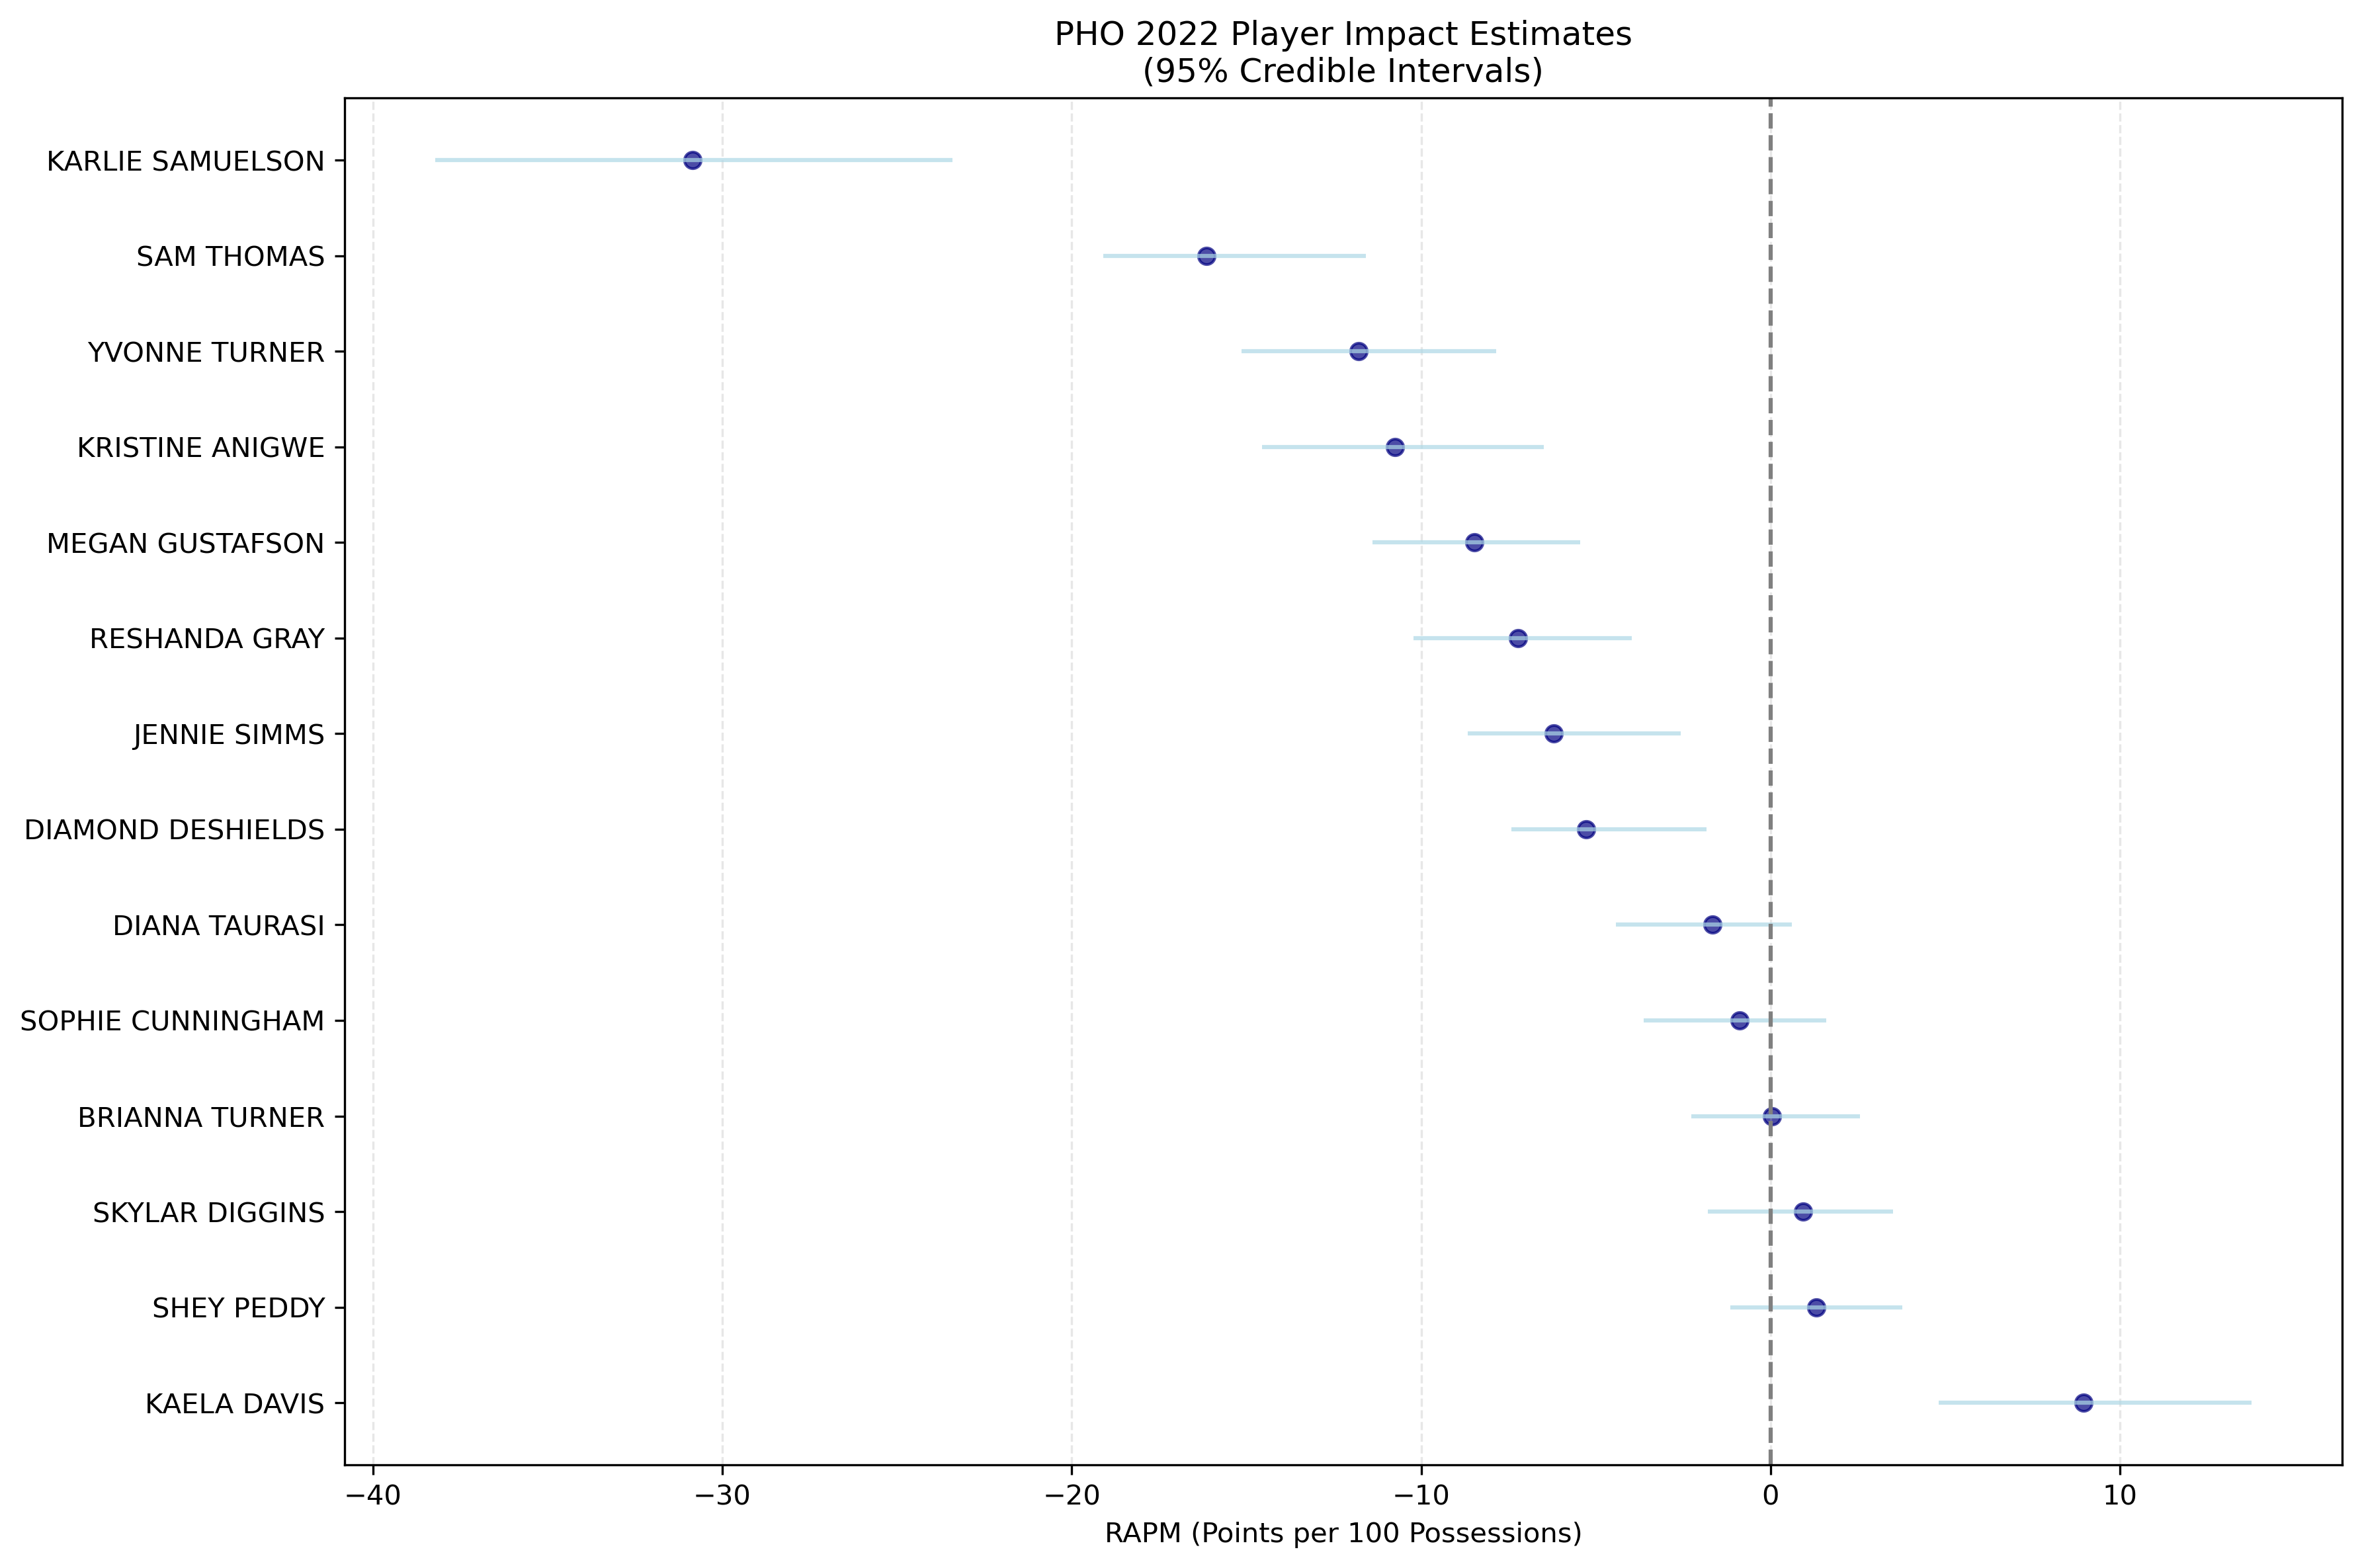 PHO 2022 Player Impact Estimates
(95% Credible Intervals)
KARLIE SAMUELSON
SAM THOMAS
YVONNE TURNER
KRISTINE ANIGWE
MEGAN GUSTAFSON
RESHANDA GRAY
JENNIE SIMMS
DIAMOND DESHIELDS
DIANA TAURASI
SOPHIE CUNNINGHAM
BRIANNA TURNER
SKYLAR DIGGINS
SHEY PEDDY
KAELA DAVIS
−40 −30 −20 −10 0 10
RAPM (Points per 100 Possessions)